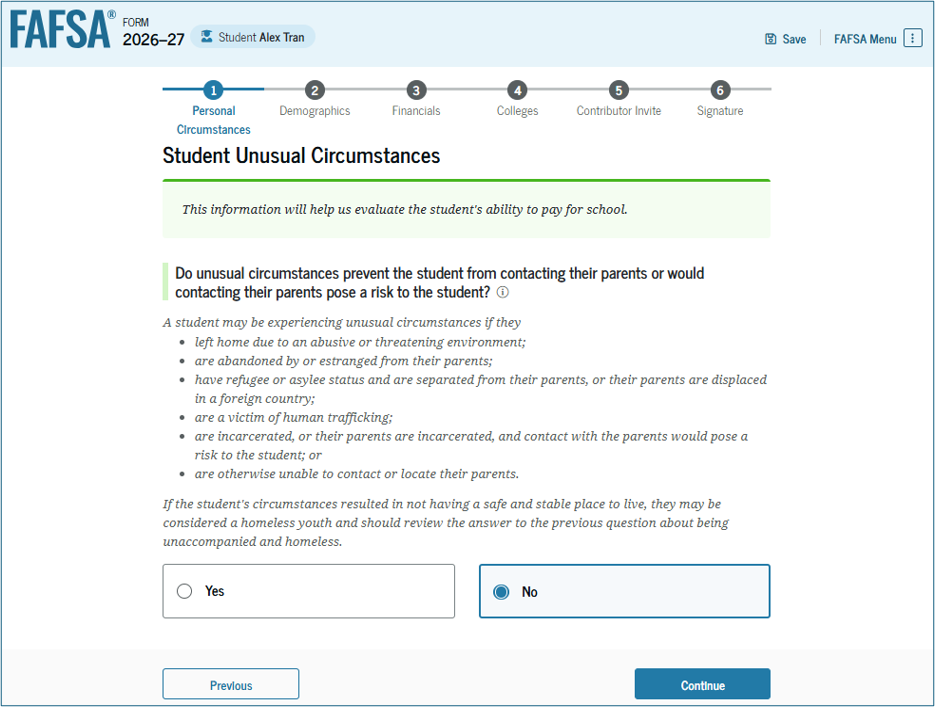 FAFSA®
FORM
2026–27
Student Alex Tran
Save
FAFSA Menu
1
2
3
4
5
6
Personal
Circumstances
Demographics
Financials
Colleges
Contributor Invite
Signature
Student Unusual Circumstances
This information will help us evaluate the student's ability to pay for school.
Do unusual circumstances prevent the student from contacting their parents or would
contacting their parents pose a risk to the student?
A student may be experiencing unusual circumstances if they
• left home due to an abusive or threatening environment;
• are abandoned by or estranged from their parents;
• have refugee or asylee status and are separated from their parents, or their parents are displaced
in a foreign country;
• are a victim of human trafficking;
• are incarcerated, or their parents are incarcerated, and contact with the parents would pose a
risk to the student; or
• are otherwise unable to contact or locate their parents.
If the student's circumstances resulted in not having a safe and stable place to live, they may be
considered a homeless youth and should review the answer to the previous question about being
unaccompanied and homeless.
Yes
No
Previous
Continue